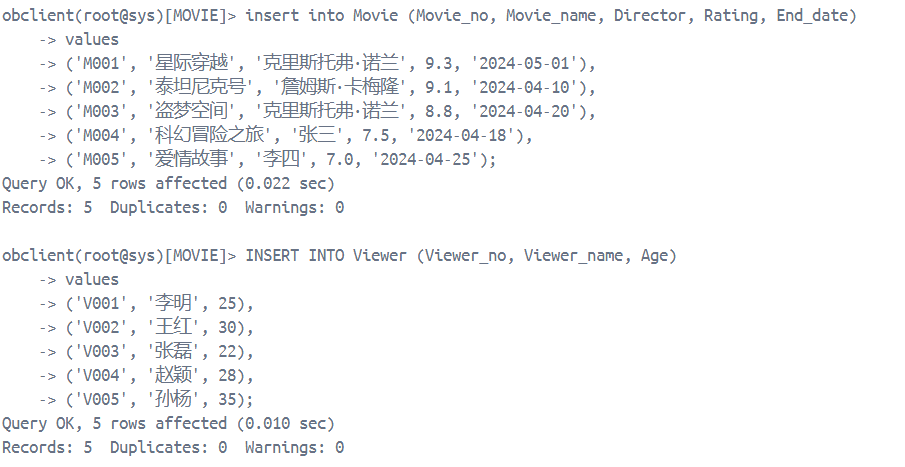 obclient(root@sys)[MOVIE]> insert into Movie (Movie_no, Movie_name, Director, Rating, End_date)
    -> values
    -> ('M001', '星际穿越', '克里斯托弗·诺兰', 9.3, '2024-05-01'),
    -> ('M002', '泰坦尼克号', '詹姆斯·卡梅隆', 9.1, '2024-04-10'),
    -> ('M003', '盗梦空间', '克里斯托弗·诺兰', 8.8, '2024-04-20'),
    -> ('M004', '科幻冒险之旅', '张三', 7.5, '2024-04-18'),
    -> ('M005', '爱情故事', '李四', 7.0, '2024-04-25');
Query OK, 5 rows affected (0.022 sec)
Records: 5  Duplicates: 0  Warnings: 0

obclient(root@sys)[MOVIE]> INSERT INTO Viewer (Viewer_no, Viewer_name, Age)
    -> values
    -> ('V001', '李明', 25),
    -> ('V002', '王红', 30),
    -> ('V003', '张磊', 22),
    -> ('V004', '赵颖', 28),
    -> ('V005', '孙杨', 35);
Query OK, 5 rows affected (0.010 sec)
Records: 5  Duplicates: 0  Warnings: 0